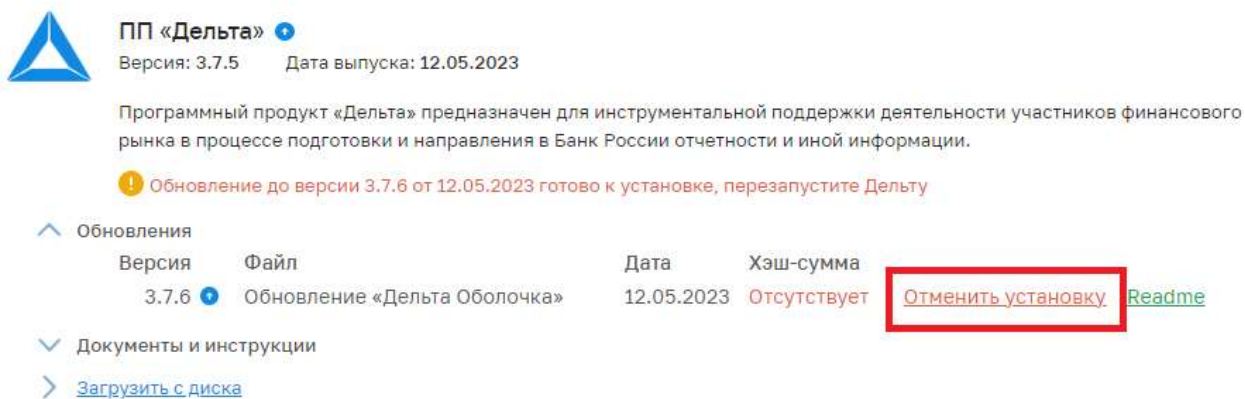 ПП «Дельта»
Версия: 3.7.5 Дата выпуска: 12.05.2023
Программный продукт «Дельта» предназначен для инструментальной поддержки деятельности участников финансового
рынка в процессе подготовки и направления в Банк России отчетности и иной информации.
Обновление до версии 3.7.6 от 12.05.2023 готово к установке, перезапустите Дельту
Обновления
Версия Файл Дата Хэш-сумма
3.7.6 Обновление «Дельта Оболочка» 12.05.2023 Отсутствует Отменить установку Readme
Документы и инструкции
Загрузить с диска